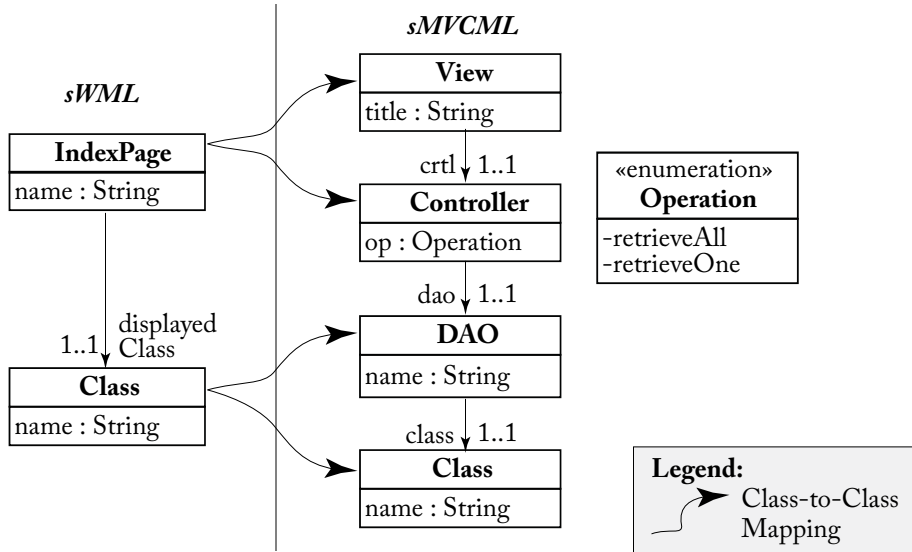 sWML
IndexPage
name : String
displayed
1..1 Class
Class
name : String
sMVCML
View
title : String
crtl 1..1
Controller
op : Operation
dao 1..1
DAO
name : String
class 1..1
Class
name : String
«enumeration»
Operation
-retrieveAll
-retrieveOne
Legend:
Class-to-Class
Mapping